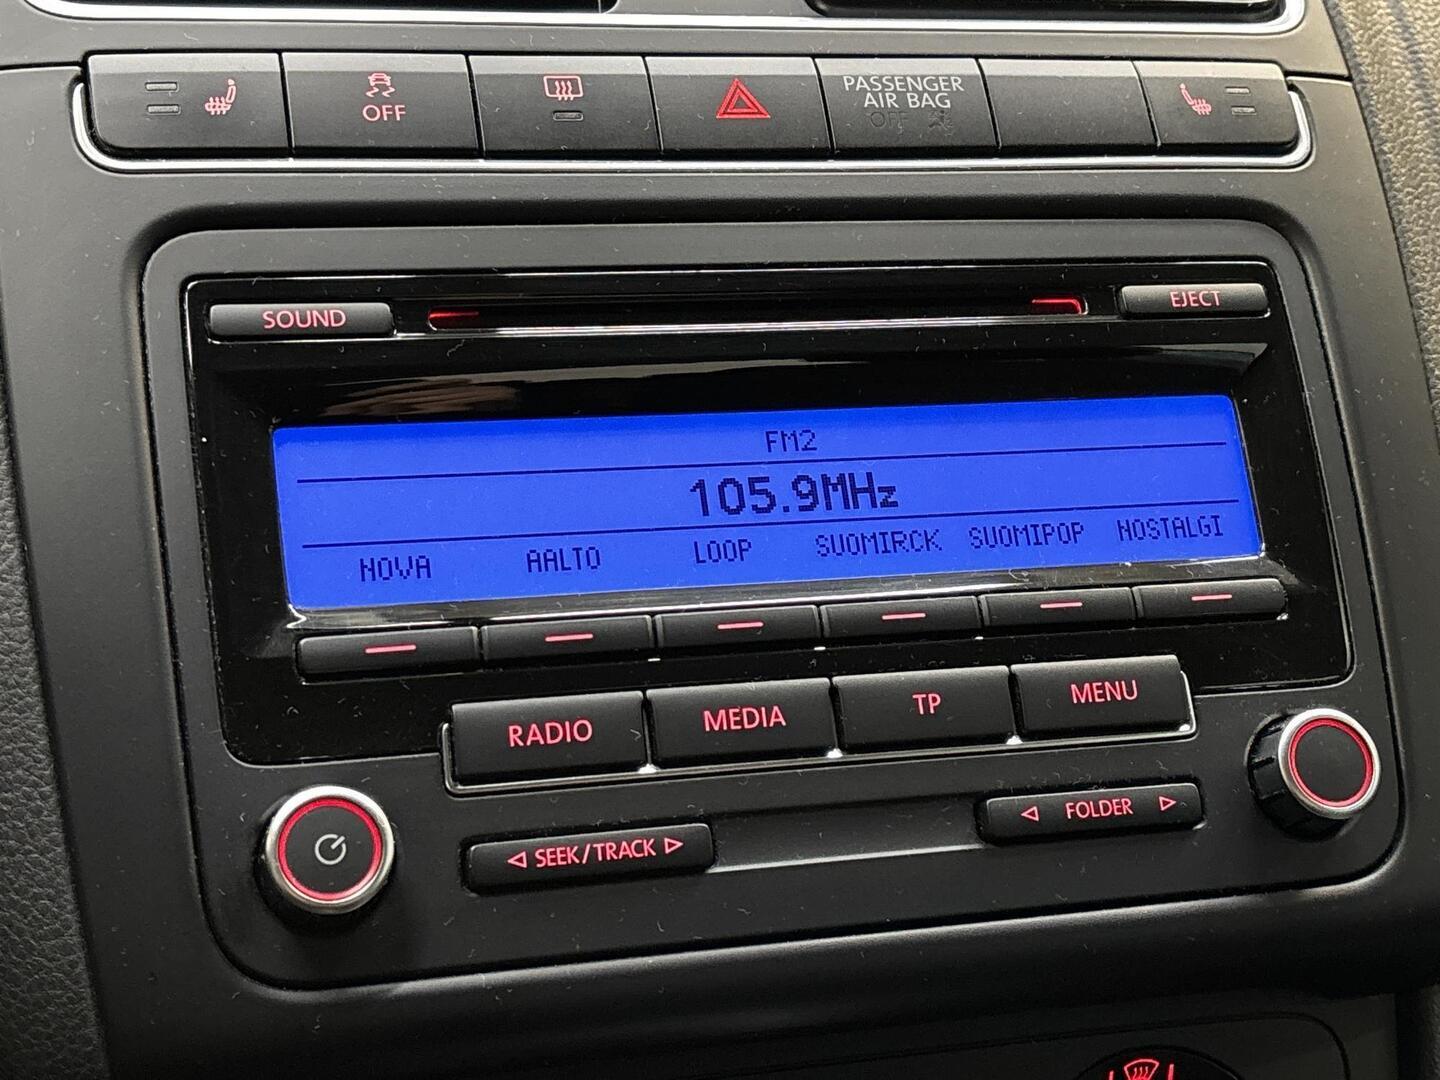 OFF
PASSENGER
AIR BAG
OFF
SOUND
EJECT
FM2
105.9MHz
NOVA AALTO LOOP SUOMIRCK SUOMIPOP NOSTALGI
RADIO MEDIA TP MENU
SEEK/TRACK
FOLDER